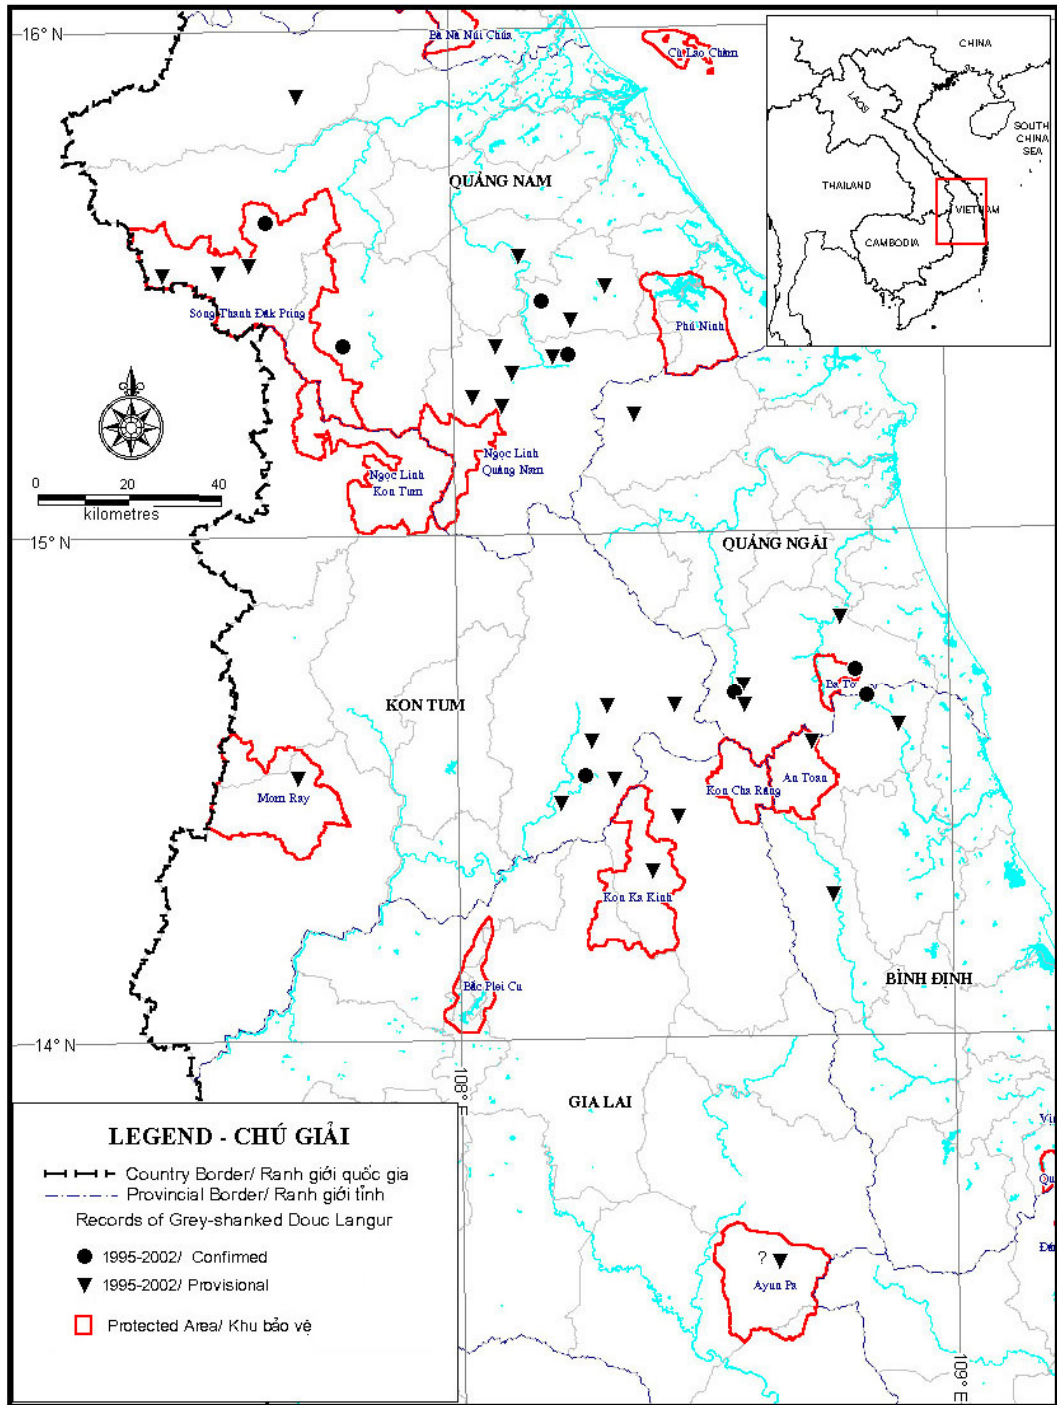 16° N
Bà Nà Núi Chúa
Cù Lao Chàm
CHINA
LAOS
SOUTH
CHINA
SEA
THAILAND
VIETNAM
CAMBODIA
QUẢNG NAM
Sông Thanh Đăk Pring
Phú Ninh
Ngọc Linh
Quảng Nam
Ngọc Linh
Kon Tum
0 20 40
kilometres
15° N
QUẢNG NGÃI
Ba Tơ
KON TUM
Mom Ray
Kon Cha Răng
An Toan
Kon Ka Kinh
Bắc Plei Cu
BÌNH ĐỊNH
14° N
108° E
GIA LAI
?
Ayun Pa
109° E
LEGEND - CHÚ GIẢI
Country Border/ Ranh giới quốc gia
Provincial Border/ Ranh giới tỉnh
Records of Grey-shanked Douc Langur
1995-2002/ Confirmed
1995-2002/ Provisional
Protected Area/ Khu bảo vệ